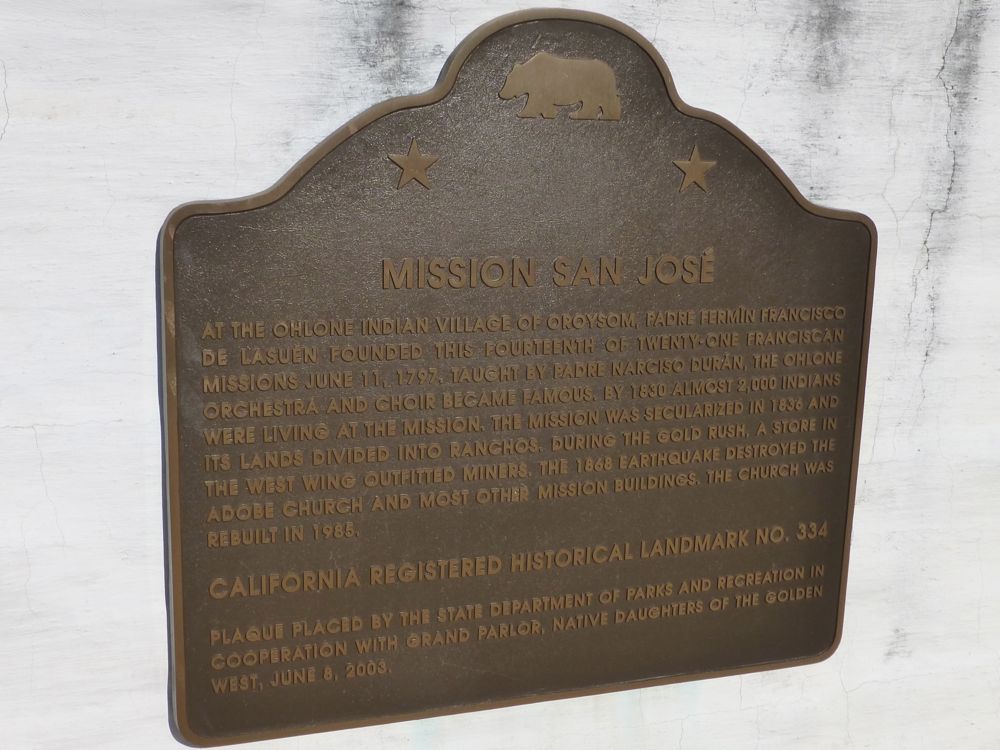 MISSION SAN JOSÉ
AT THE OHLONE INDIAN VILLAGE OF OROYSOM, PADRE FERMÍN FRANCISCO
DE LASUÉN FOUNDED THIS FOURTEENTH OF TWENTY-ONE FRANCISCAN
MISSIONS JUNE 11, 1797. TAUGHT BY PADRE NARCISO DURÁN, THE OHLONE
ORCHESTRA AND CHOIR BECAME FAMOUS. BY 1830 ALMOST 2,000 INDIANS
WERE LIVING AT THE MISSION. THE MISSION WAS SECULARIZED IN 1836 AND
ITS LANDS DIVIDED INTO RANCHOS. DURING THE GOLD RUSH, A STORE IN
THE WEST WING OUTFITTED MINERS. THE 1868 EARTHQUAKE DESTROYED THE
ADOBE CHURCH AND MOST OTHER MISSION BUILDINGS. THE CHURCH WAS
REBUILT IN 1985.
CALIFORNIA REGISTERED HISTORICAL LANDMARK NO. 334
PLAQUE PLACED BY THE STATE DEPARTMENT OF PARKS AND RECREATION IN
COOPERATION WITH GRAND PARLOR, NATIVE DAUGHTERS OF THE GOLDEN
WEST, JUNE 8, 2003.